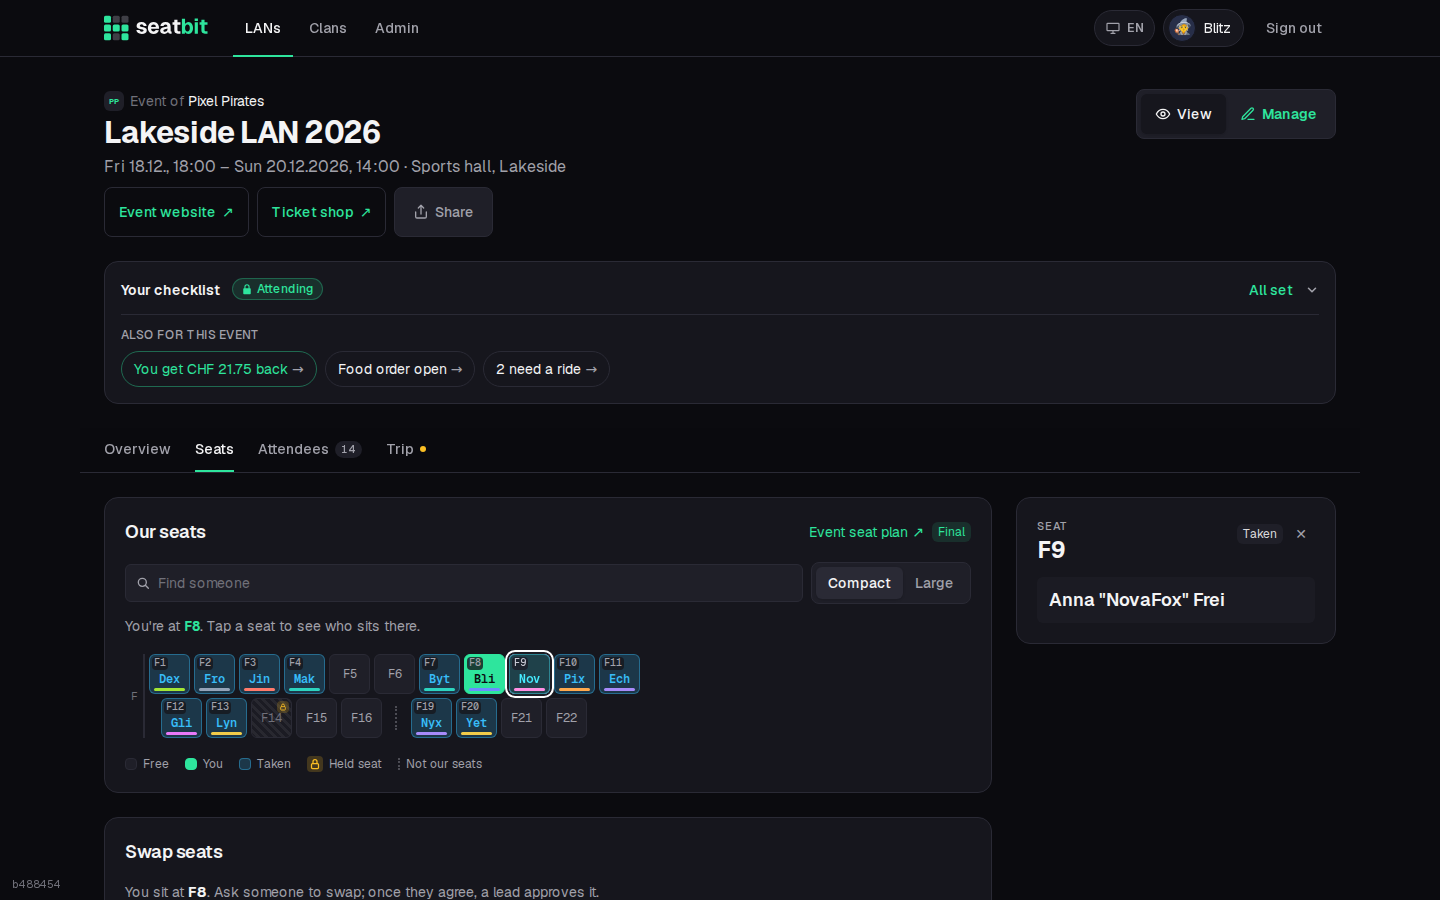 seatbit
LANs
Clans
Admin
EN
Blitz
Sign out
PP Event of Pixel Pirates
Lakeside LAN 2026
Fri 18.12., 18:00 – Sun 20.12.2026, 14:00 · Sports hall, Lakeside
View
Manage
Event website ↗
Ticket shop ↗
Share
Your checklist
Attending
All set
ALSO FOR THIS EVENT
You get CHF 21.75 back →
Food order open →
2 need a ride →
Overview
Seats
Attendees 14
Trip
Our seats
Event seat plan ↗
Final
Find someone
Compact
Large
You're at F8. Tap a seat to see who sits there.
F
F1 Dex
F2 Fro
F3 Jin
F4 Mak
F5
F6
F7 Byt
F8 Bli
F9 Nov
F10 Pix
F11 Ech
F12 Gli
F13 Lyn
F14
F15
F16
F19 Nyx
F20 Yet
F21
F22
Free
You
Taken
Held seat
Not our seats
SEAT
F9
Taken
Anna "NovaFox" Frei
Swap seats
You sit at F8. Ask someone to swap; once they agree, a lead approves it.
b488454